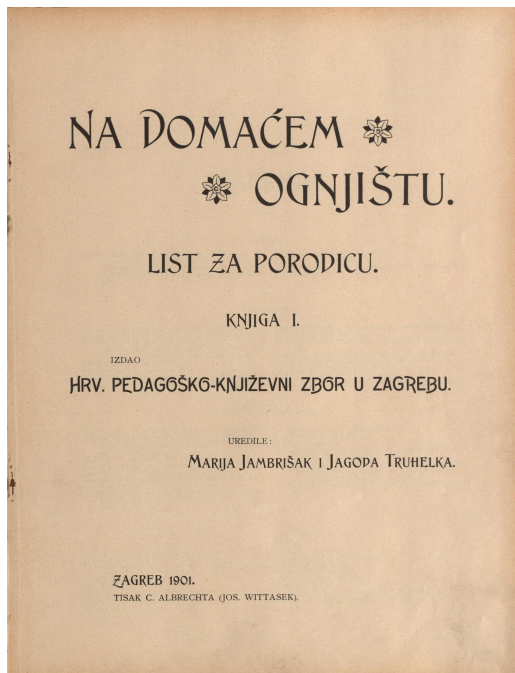 NA DOMAĆEM
OGNJIŠTU.
LIST ZA PORODICU.
KNJIGA I.
IZDAO
HRV. PEDAGOŠKO-KNJIŽEVNI ZBOR U ZAGREBU.
UREDILE:
MARIJA JAMBRIŠAK I JAGODA TRUHELKA.
ZAGREB 1901.
TISAK C. ALBRECHTA (JOS. WITTASEK).